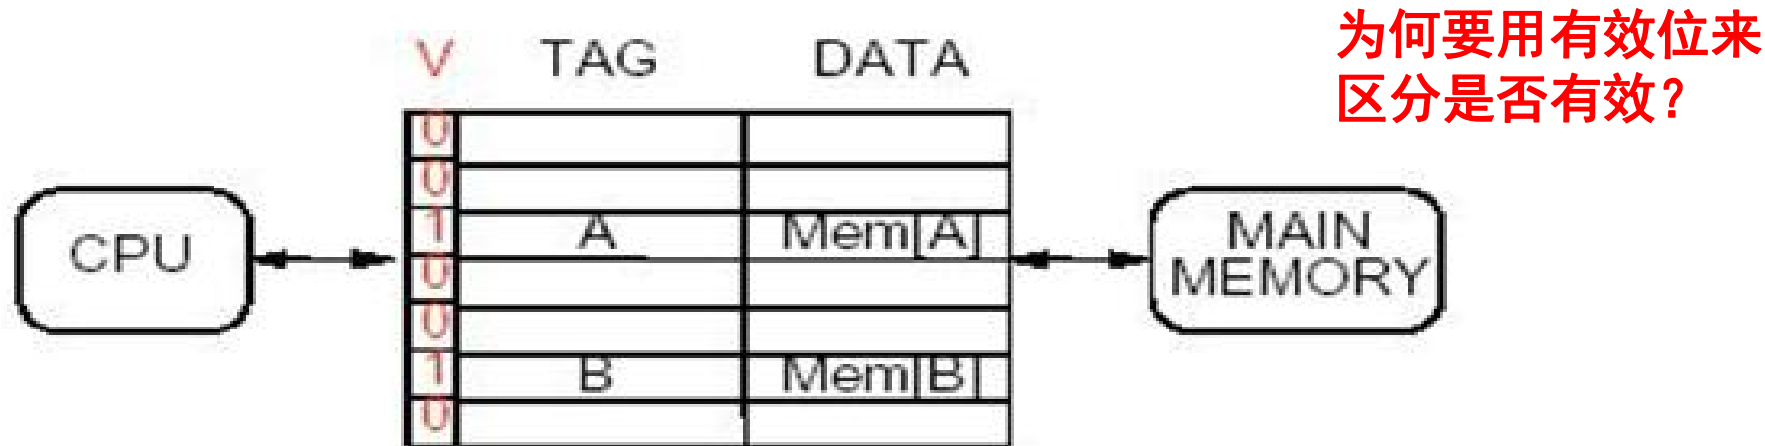 为何要用有效位来
区分是否有效？
V TAG DATA
0
0
1 A Mem[A]
0
0
1 B Mem[B]
0
CPU
MAIN
MEMORY